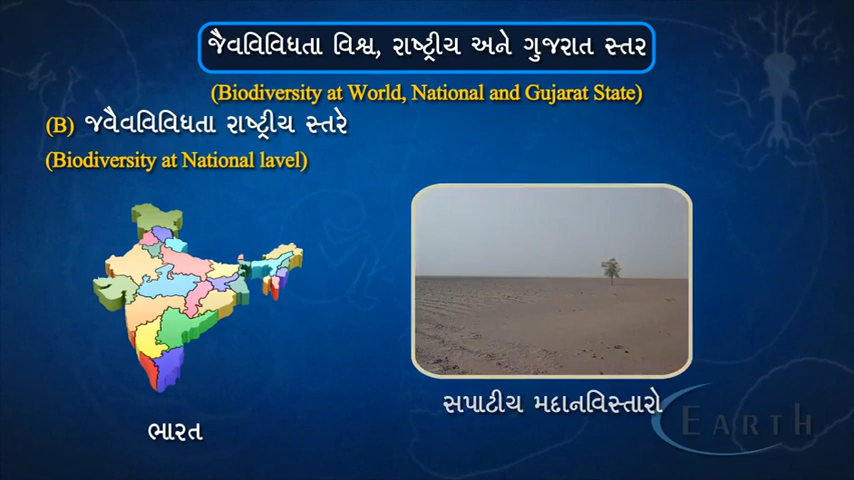 જૈવવિવિધતા વિશ્વ, રાષ્ટ્રીય અને ગુજરાત સ્તર
(Biodiversity at World, National and Gujarat State)
(B) જવૈવવિવિધતા રાષ્ટ્રીય સ્તરે
(Biodiversity at National lavel)
ભારત
સપાટીય મદાનવિસ્તારો
EARTH